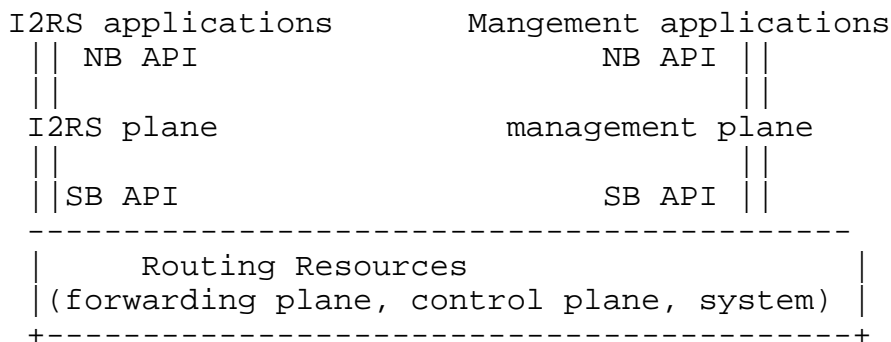 I2RS applications        Mangement applications
 || NB API                     NB API ||
 ||                                   ||
 I2RS plane               management plane
 ||                                   ||
 ||SB API                      SB API ||
 -------------------------------------------
 |     Routing Resources                    |
 |(forwarding plane, control plane, system) |
 +------------------------------------------+